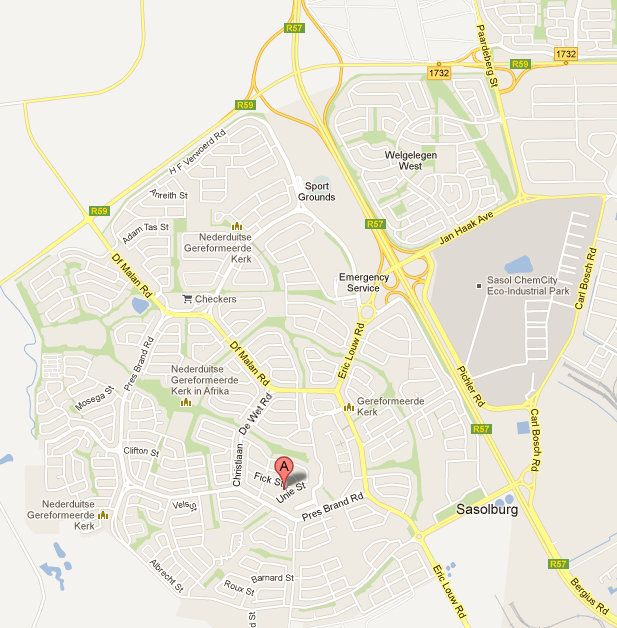 R57
Paardeberg St
1732
R59
1732
R59
H F Verwoerd Rd
Welgelegen
West
Anreith St
Sport
Grounds
R59
R57
Jan Haak Ave
Adam Tas St
Nederduitse
Gereformeerde
Kerk
Df Malan Rd
Emergency
Service
Sasol ChemCity
Eco-Industrial Park
Carl Bosch Rd
Checkers
Eric Louw Rd
Df Malan Rd
Pres Brand Rd
Nederduitse
Gereformeerde
Kerk in Afrika
Pichler Rd
Mosega St
De Wet Rd
Gereformeerde
Kerk
R57
Carl Bosch Rd
Clifton St
Christiaan
A
Fick St
Unie St
Vels St
Pres Brand Rd
Sasolburg
Nederduitse
Gereformeerde
Kerk
R57
Albrecht St
Barnard St
Roux St
Eric Louw Rd
Bergius Rd
rd St